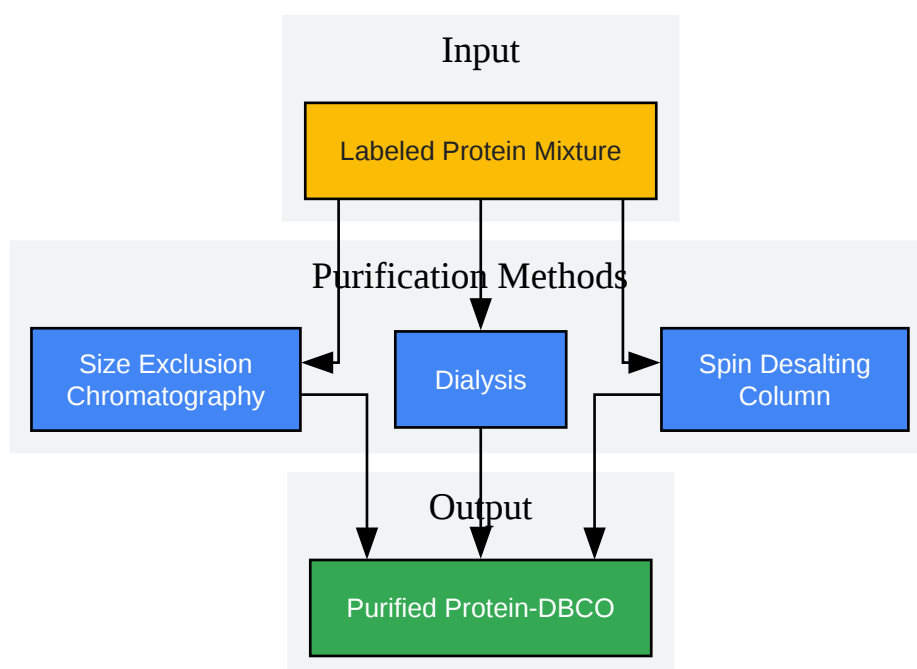 Input
Labeled Protein Mixture
Purification Methods
Size Exclusion
Chromatography
Dialysis
Spin Desalting
Column
Output
Purified Protein-DBCO